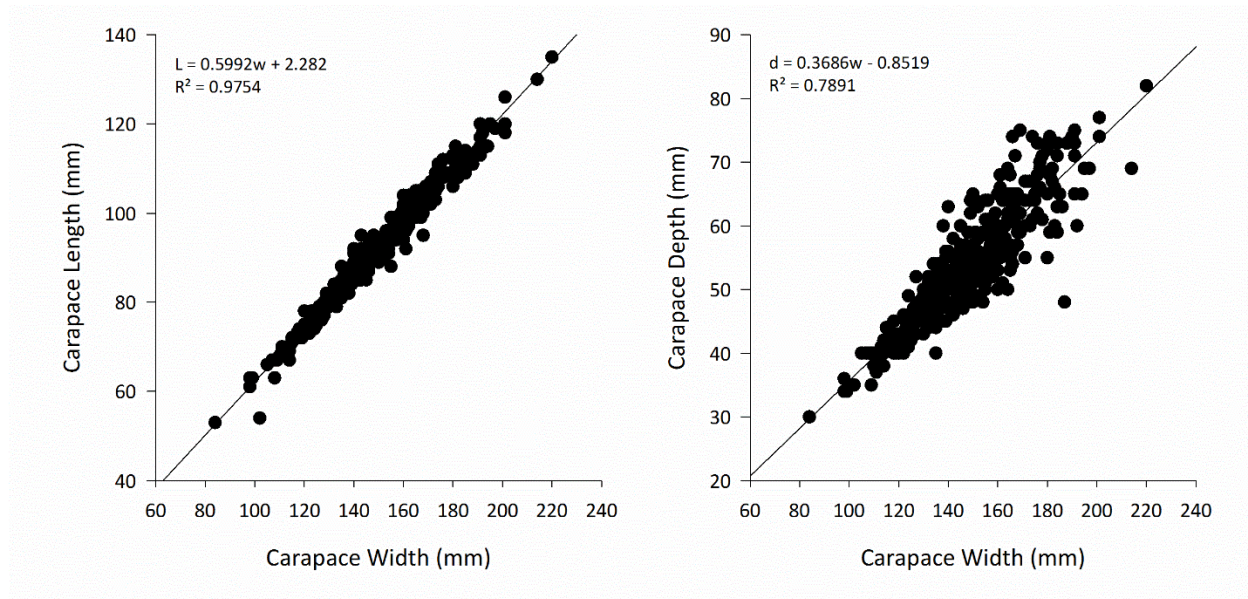 140
120
100
80
60
40
Carapace Length (mm)
L = 0.5992w + 2.282
R² = 0.9754
60 80 100 120 140 160 180 200 220 240
Carapace Width (mm)
90
80
70
60
50
40
30
20
Carapace Depth (mm)
d = 0.3686w - 0.8519
R² = 0.7891
60 80 100 120 140 160 180 200 220 240
Carapace Width (mm)